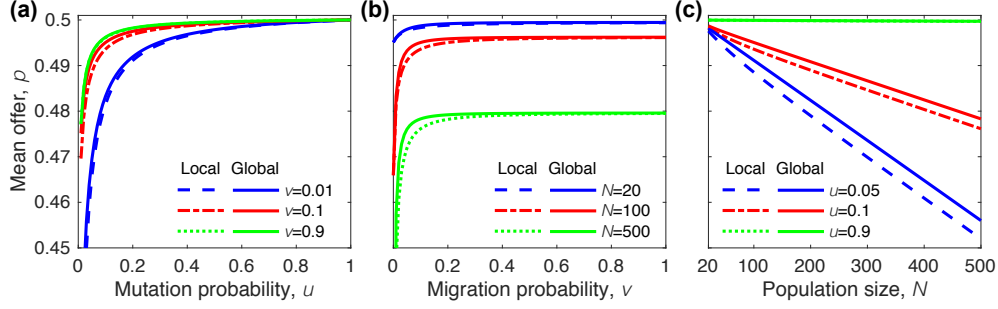 (a)
0.5
0.49
0.48
0.47
0.46
0.45
Mean offer, p
Local Global
v=0.01
v=0.1
v=0.9
0 0.2 0.4 0.6 0.8 1
Mutation probability, u
(b)
Local Global
N=20
N=100
N=500
0 0.2 0.4 0.6 0.8 1
Migration probability, v
(c)
Local Global
u=0.05
u=0.1
u=0.9
20 100 200 300 400 500
Population size, N